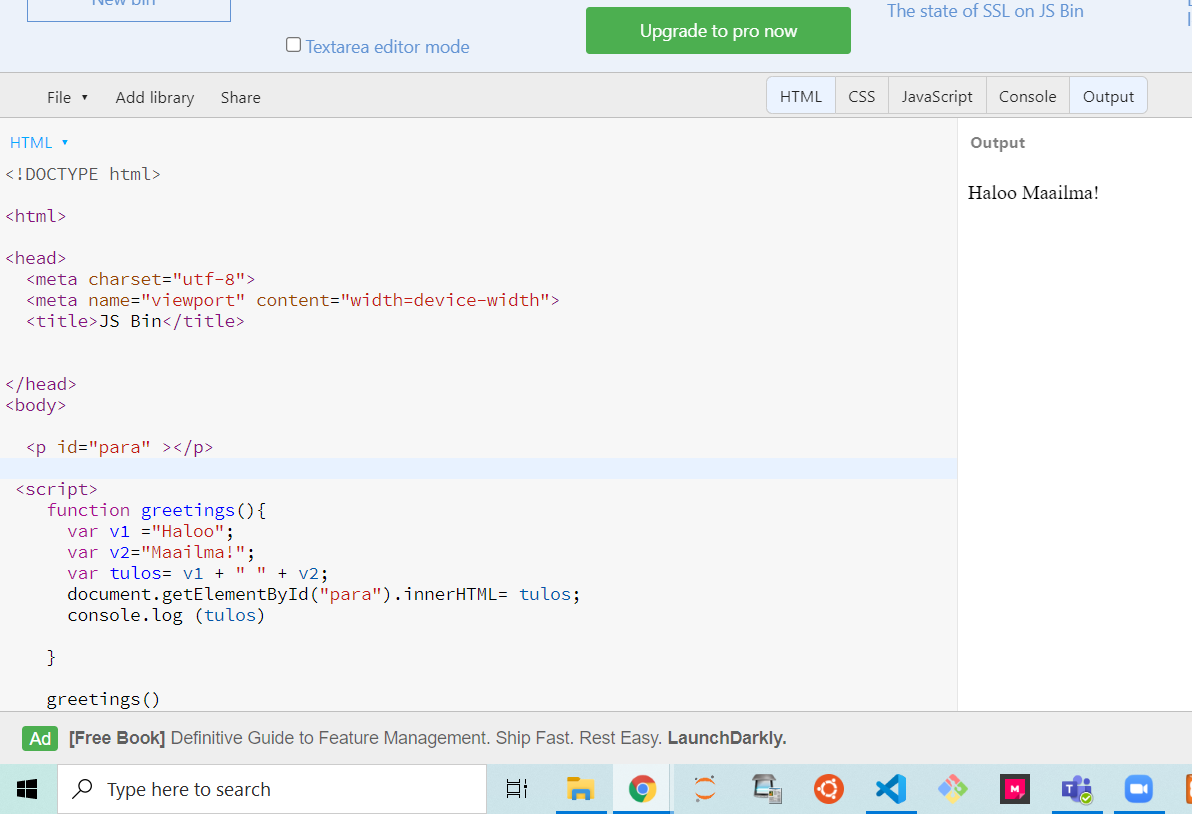 New bin
Textarea editor mode
Upgrade to pro now
The state of SSL on JS Bin
File ▾ Add library Share
HTML CSS JavaScript Console Output
HTML ▾
<!DOCTYPE html>
<html>
<head>
<meta charset="utf-8">
<meta name="viewport" content="width=device-width">
<title>JS Bin</title>
</head>
<body>
<p id="para" ></p>
<script>
function greetings(){
var v1 ="Haloo";
var v2="Maailma!";
var tulos= v1 + " " + v2;
document.getElementById("para").innerHTML= tulos;
console.log (tulos)
}
greetings()
Output
Haloo Maailma!
Ad [Free Book] Definitive Guide to Feature Management. Ship Fast. Rest Easy. LaunchDarkly.
Type here to search